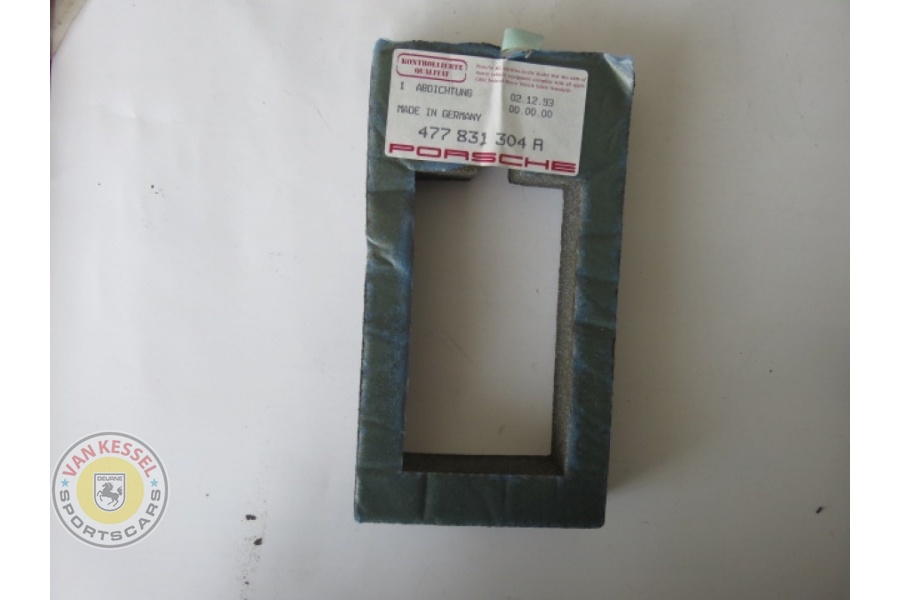 KONTROLLIERTE
QUALITÄT
1 ABDICHTUNG
02.12.93
MADE IN GERMANY
00.00.00
477 831 304 A
PORSCHE
VAN KESSEL
DEURNE
SPORTSCARS